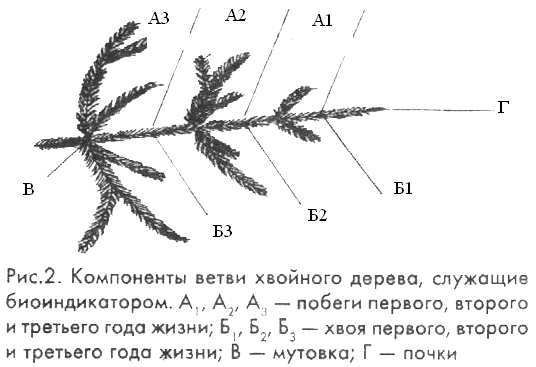 А3 А2 А1
Г
В
Б3 Б2 Б1
Рис.2. Компоненты ветви хвойного дерева, служащие
биоиндикатором. А₁, А₂, А₃ — побеги первого, второго
и третьего года жизни; Б₁, Б₂, Б₃ — хвоя первого, второго
и третьего года жизни; В — мутовка; Г — почки